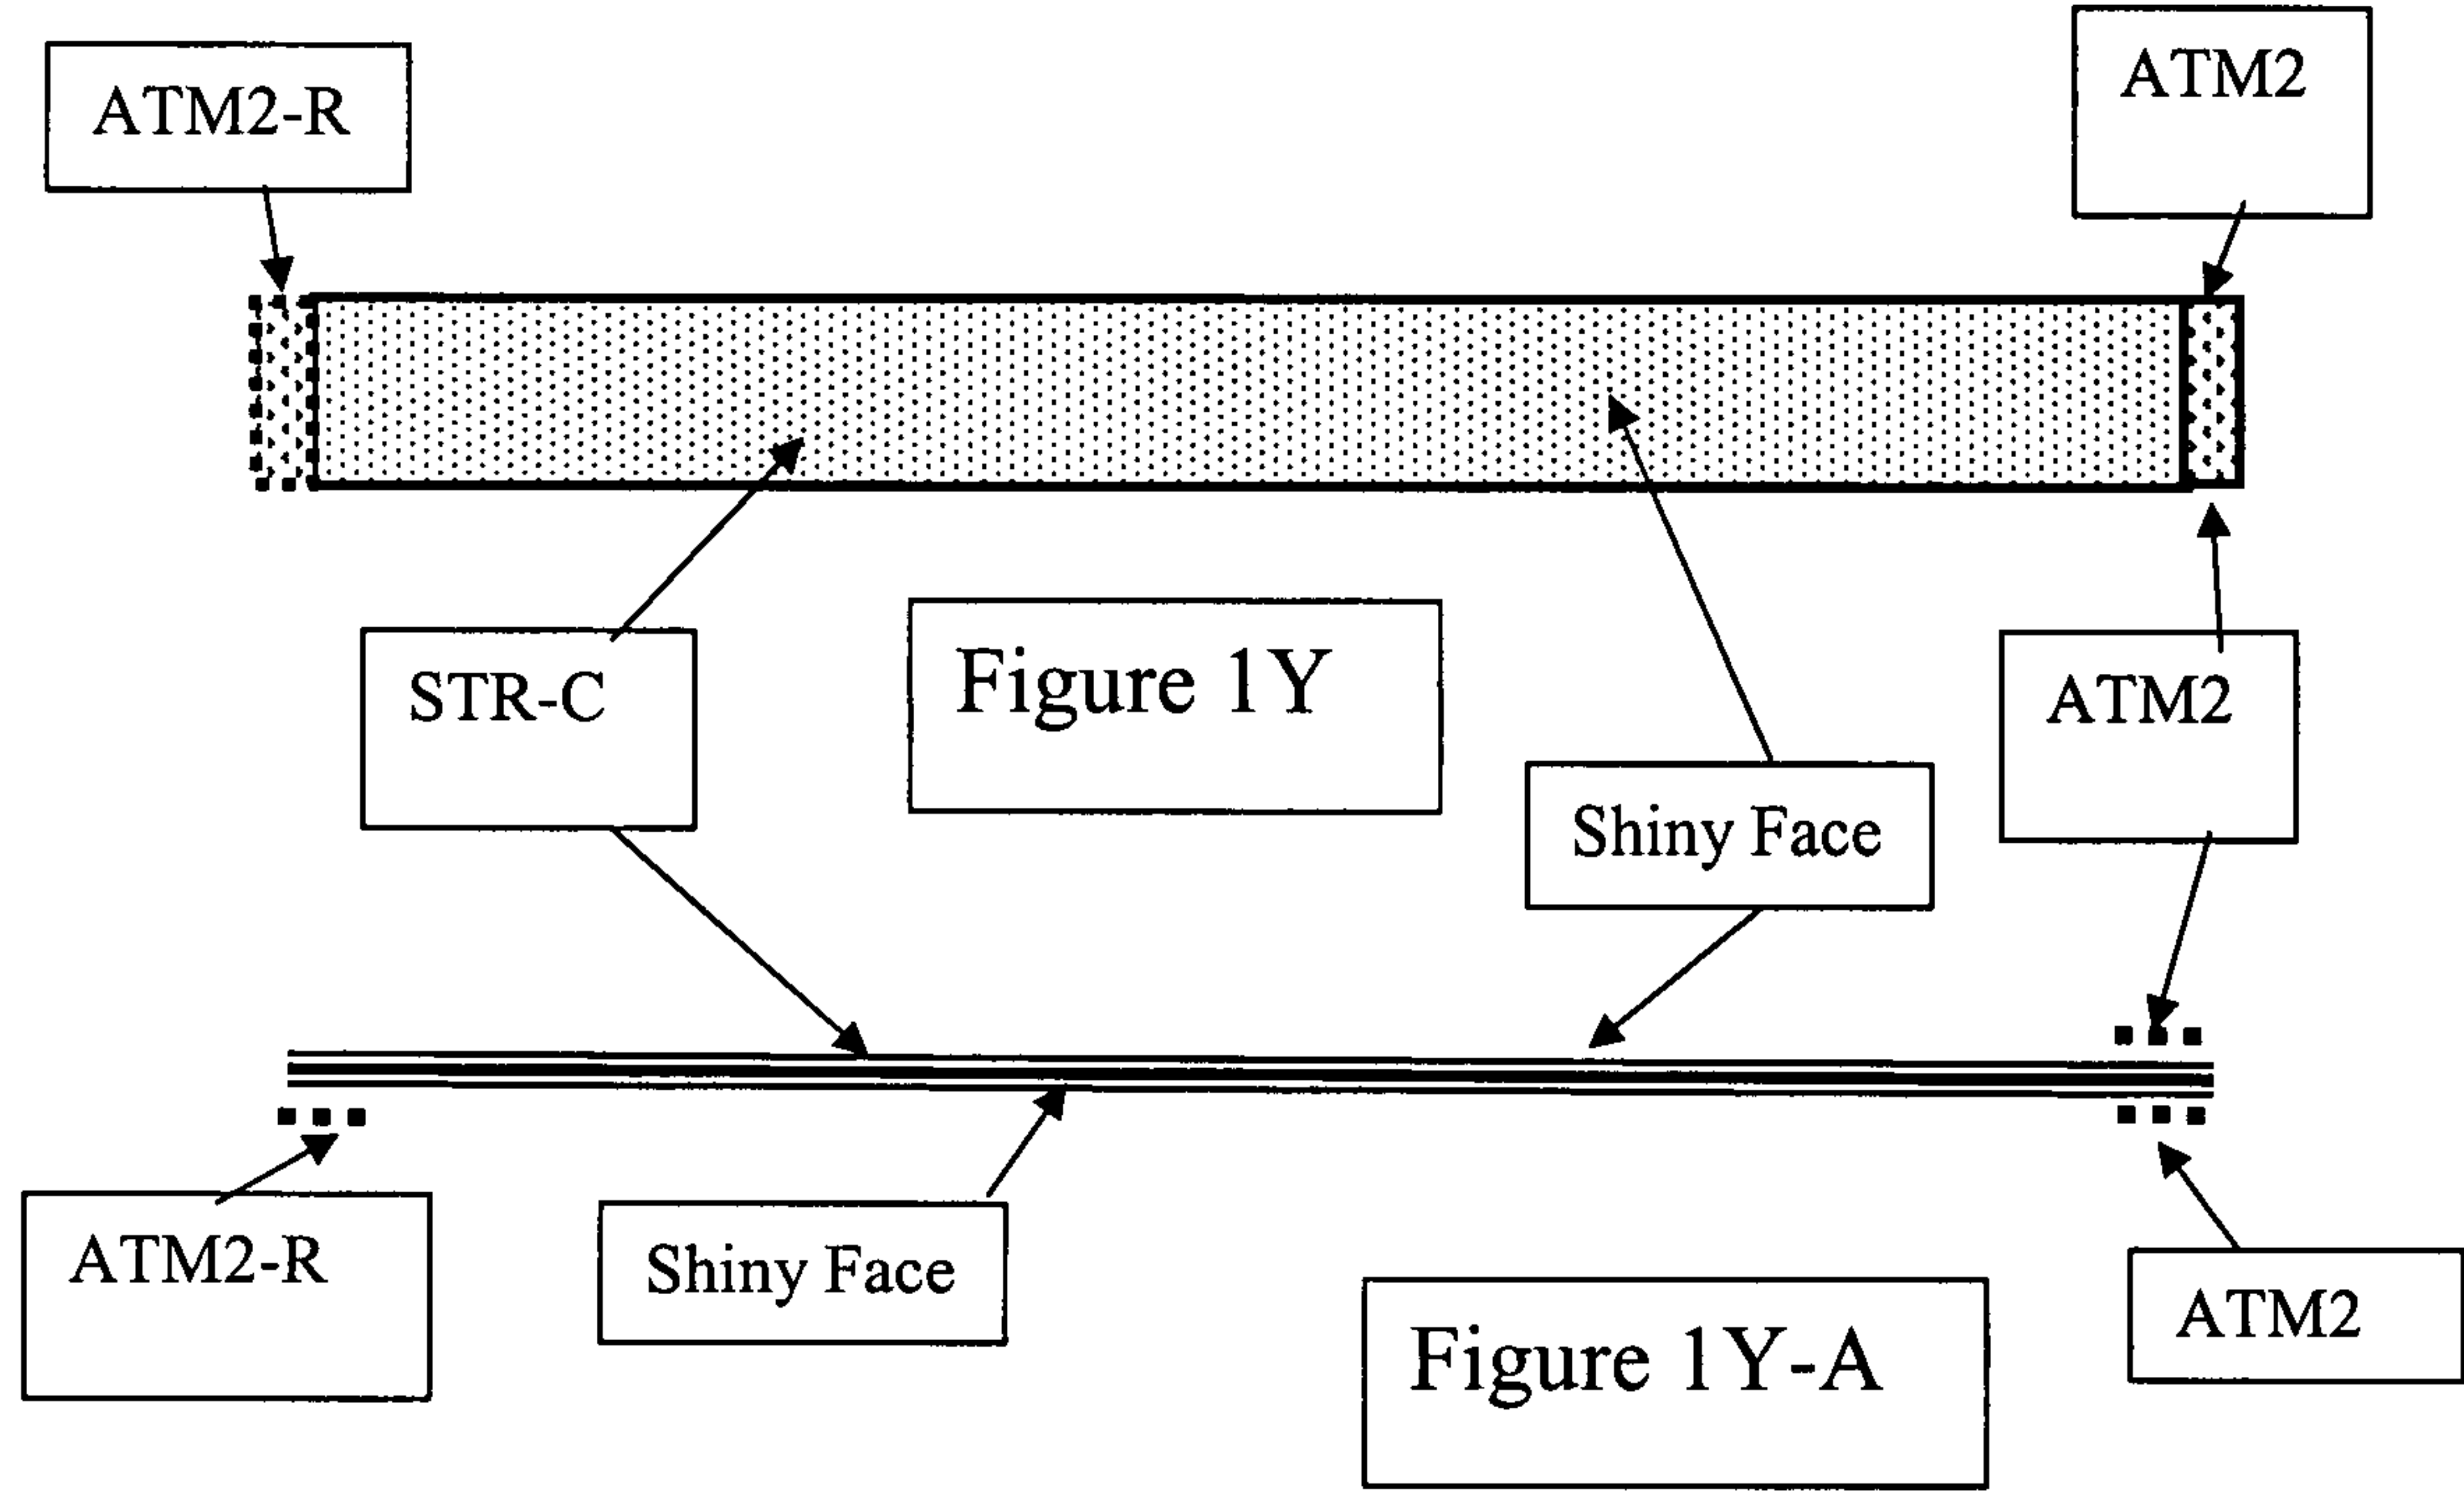 ATM2-R
ATM2
STR-C
Figure 1Y
ATM2
Shiny Face
ATM2-R
Shiny Face
Figure 1Y-A
ATM2